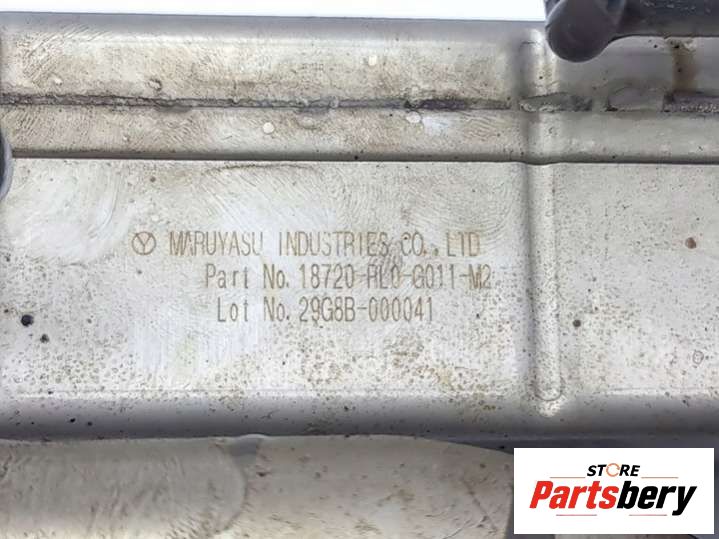 MARUYASU INDUSTRIES CO., LTD
Part No. 18720-RL0-G011-M2
Lot No. 29G8B-000041
STORE
Partsbery